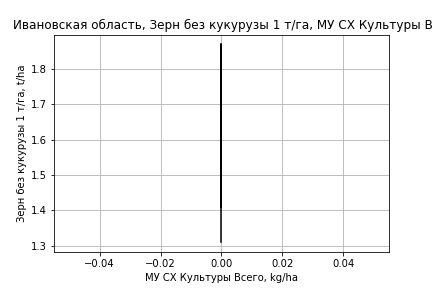 Ивановская область, Зерн без кукурузы 1 т/га, МУ СХ Культуры В
1.8
1.7
1.6
1.5
1.4
1.3
Зерн без кукурузы 1 т/га, t/ha
−0.04 −0.02 0.00 0.02 0.04
МУ СХ Культуры Всего, kg/ha